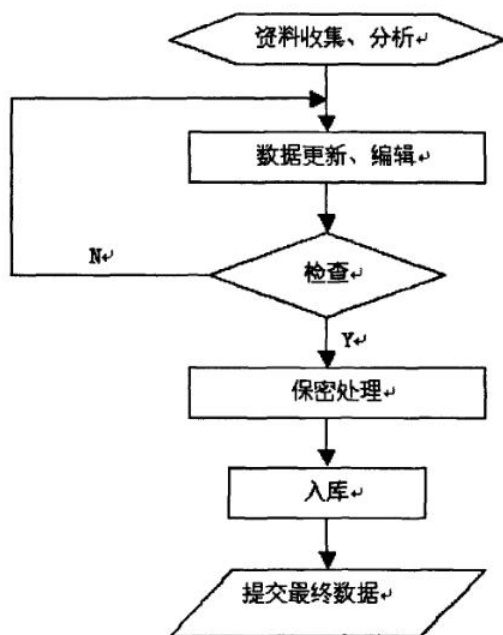 资料收集、分析
数据更新、编辑
N
检查
Y
保密处理
入库
提交最终数据